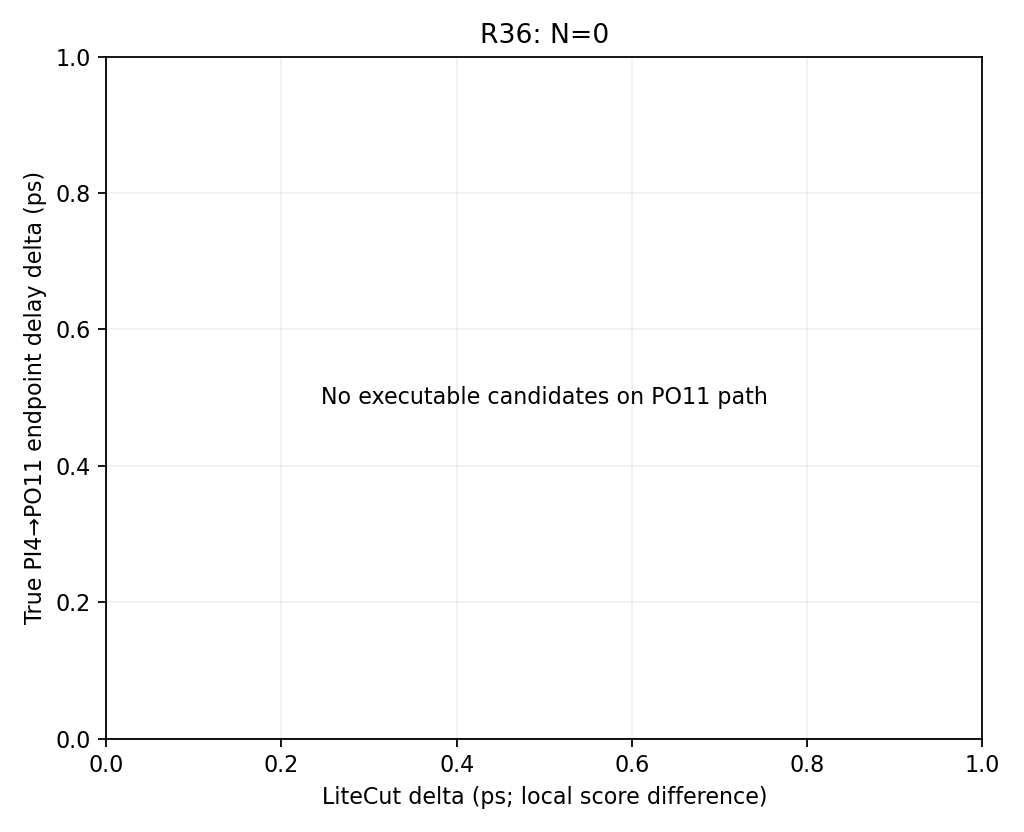 R36: N=0
1.0
0.8
0.6
0.4
0.2
0.0
True PI4→PO11 endpoint delay delta (ps)
No executable candidates on PO11 path
0.0 0.2 0.4 0.6 0.8 1.0
LiteCut delta (ps; local score difference)